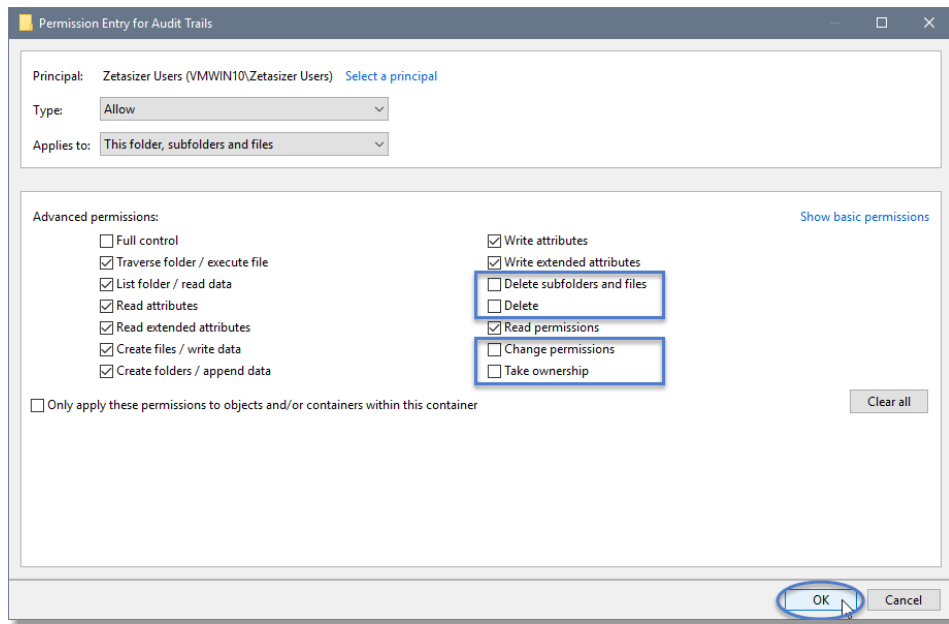 Permission Entry for Audit Trails
Principal: Zetasizer Users (VMWIN10\Zetasizer Users) Select a principal
Type: Allow
Applies to: This folder, subfolders and files
Advanced permissions: Show basic permissions
Full control
Traverse folder / execute file
List folder / read data
Read attributes
Read extended attributes
Create files / write data
Create folders / append data
Write attributes
Write extended attributes
Delete subfolders and files
Delete
Read permissions
Change permissions
Take ownership
Only apply these permissions to objects and/or containers within this container
Clear all
OK Cancel